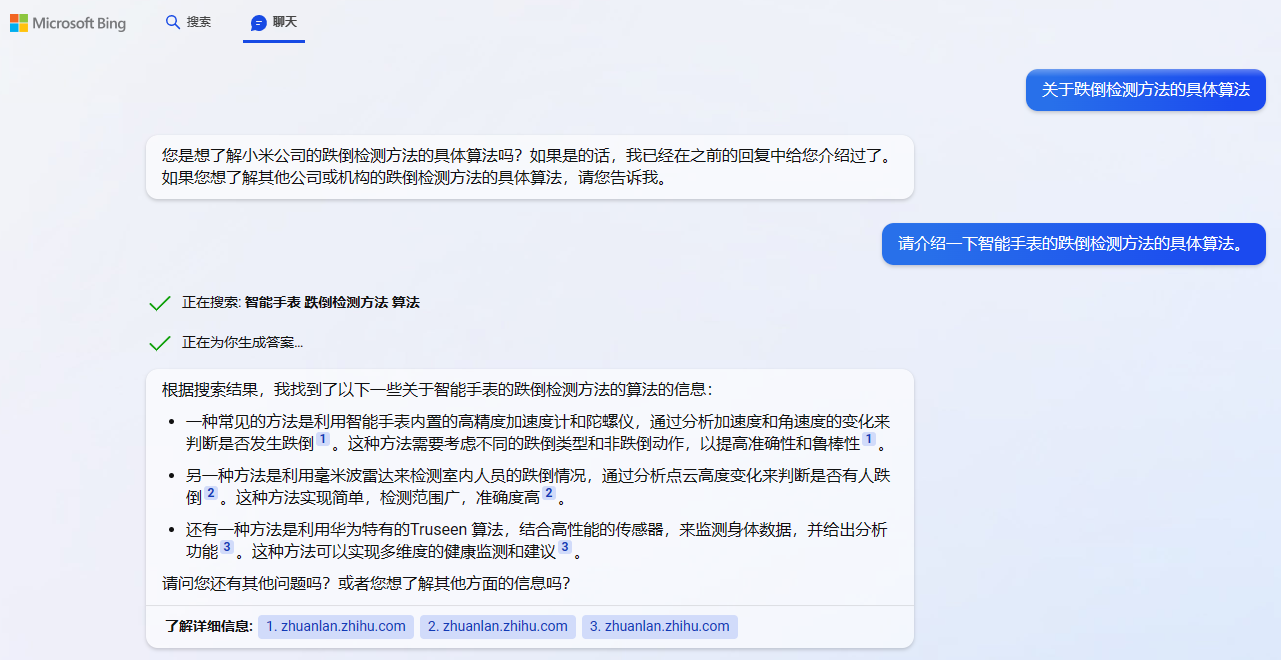 Microsoft Bing
搜索
聊天
关于跌倒检测方法的具体算法
您是想了解小米公司的跌倒检测方法的具体算法吗？如果是的话，我已经在之前的回复中给您介绍过了。
如果您想了解其他公司或机构的跌倒检测方法的具体算法，请您告诉我。
请介绍一下智能手表的跌倒检测方法的具体算法。
正在搜索: 智能手表 跌倒检测方法 算法
正在为你生成答案...
根据搜索结果，我找到了以下一些关于智能手表的跌倒检测方法的算法的信息：
• 一种常见的方法是利用智能手表内置的高精度加速度计和陀螺仪，通过分析加速度和角速度的变化来
判断是否发生跌倒 1 。这种方法需要考虑不同的跌倒类型和非跌倒动作，以提高准确性和鲁棒性 1 。
• 另一种方法是利用毫米波雷达来检测室内人员的跌倒情况，通过分析点云高度变化来判断是否有人跌
倒 2 。这种方法实现简单，检测范围广，准确度高 2 。
• 还有一种方法是利用华为特有的Truseen 算法，结合高性能的传感器，来监测身体数据，并给出分析
功能 3 。这种方法可以实现多维度的健康监测和建议 3 。
请问您还有其他问题吗？或者您想了解其他方面的信息吗？
了解详细信息: 1. zhuanlan.zhihu.com 2. zhuanlan.zhihu.com 3. zhuanlan.zhihu.com